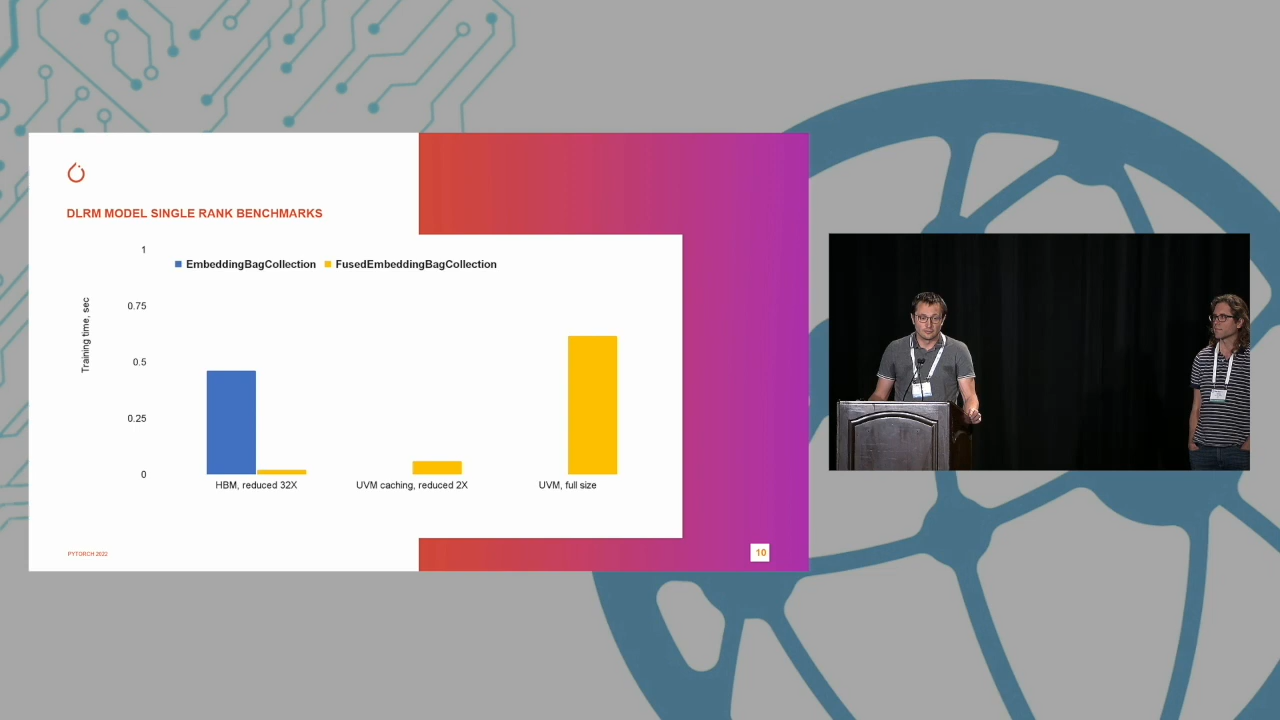 DLRM MODEL SINGLE RANK BENCHMARKS
EmbeddingBagCollection FusedEmbeddingBagCollection
Training time, sec
1
0.75
0.5
0.25
0
HBM, reduced 32X UVM caching, reduced 2X UVM, full size
PYTORCH 2022
10